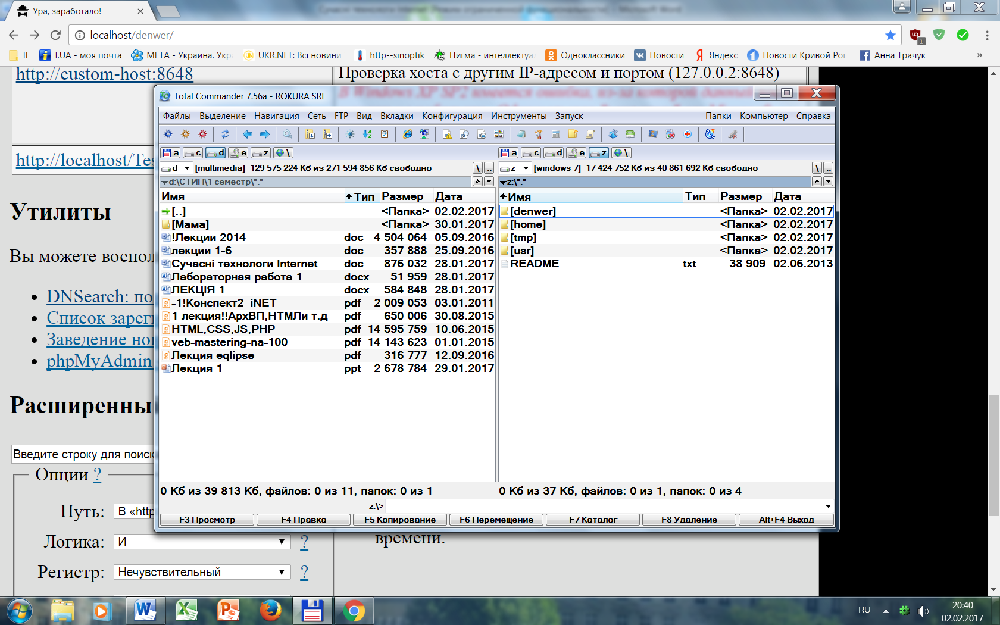 Ура, заработало!
localhost/denwer/
IE
I.UA - моя почта
МЕТА - Украина. Укр
UKR.NET: Всі новини
http--sinoptik
Нигма - интеллектуа
Одноклассники
Новости
Яндекс
Новости Кривой Рог
Анна Трачук
»
http://custom-host:8648
Проверка хоста с другим IP-адресом и портом (127.0.0.2:8648)
Total Commander 7.56a - ROKURA SRL
Файлы Выделение Навигация Сеть FTP Вид Вкладки Конфигурация Инструменты Запуск Папки Компьютер Справка
a c d e z \
a c d e z \
d [multimedia] 129 575 224 Кб из 271 594 856 Кб свободно \ ..
z [windows 7] 17 424 752 Кб из 40 861 692 Кб свободно \ ..
d:\СТИП\1 семестр\*.* *
z:\*.* *
Имя Тип Размер Дата
[..] <Папка> 02.02.2017
[Мама] <Папка> 30.01.2017
!Лекции 2014 doc 4 504 064 05.09.2016
лекции 1-6 doc 357 888 25.09.2016
Сучасні технологи Internet doc 876 032 28.01.2017
Лабораторная работа 1 docx 51 959 28.01.2017
ЛЕКЦІЯ 1 docx 584 848 28.01.2017
-1!Конспект2_iNET pdf 2 009 053 03.01.2011
1 лекция!!АрхВП,НТМЛи т.д pdf 650 006 30.08.2015
HTML,CSS,JS,PHP pdf 14 595 759 10.06.2015
veb-mastering-na-100 pdf 14 143 623 01.01.2015
Лекция eqlipse pdf 316 777 12.09.2016
Лекция 1 ppt 2 678 784 29.01.2017
Имя Тип Размер Дата
[denwer] <Папка> 02.02.2017
[home] <Папка> 02.02.2017
[tmp] <Папка> 02.02.2017
[usr] <Папка> 02.02.2017
README txt 38 909 02.06.2013
0 Кб из 39 813 Кб, файлов: 0 из 11, папок: 0 из 1
0 Кб из 37 Кб, файлов: 0 из 1, папок: 0 из 4
z:\>
F3 Просмотр F4 Правка F5 Копирование F6 Перемещение F7 Каталог F8 Удаление Alt+F4 Выход
http://localhost/Te
Утилиты
Вы можете воспол
DNSearch: по
Список зареги
Заведение нов
phpMyAdmin
Расширенны
Введите строку для поиск
Опции ?
Путь: В «http
Логика: И ?
Регистр: Нечувствительный ?
времени.
RU
20:40
02.02.2017